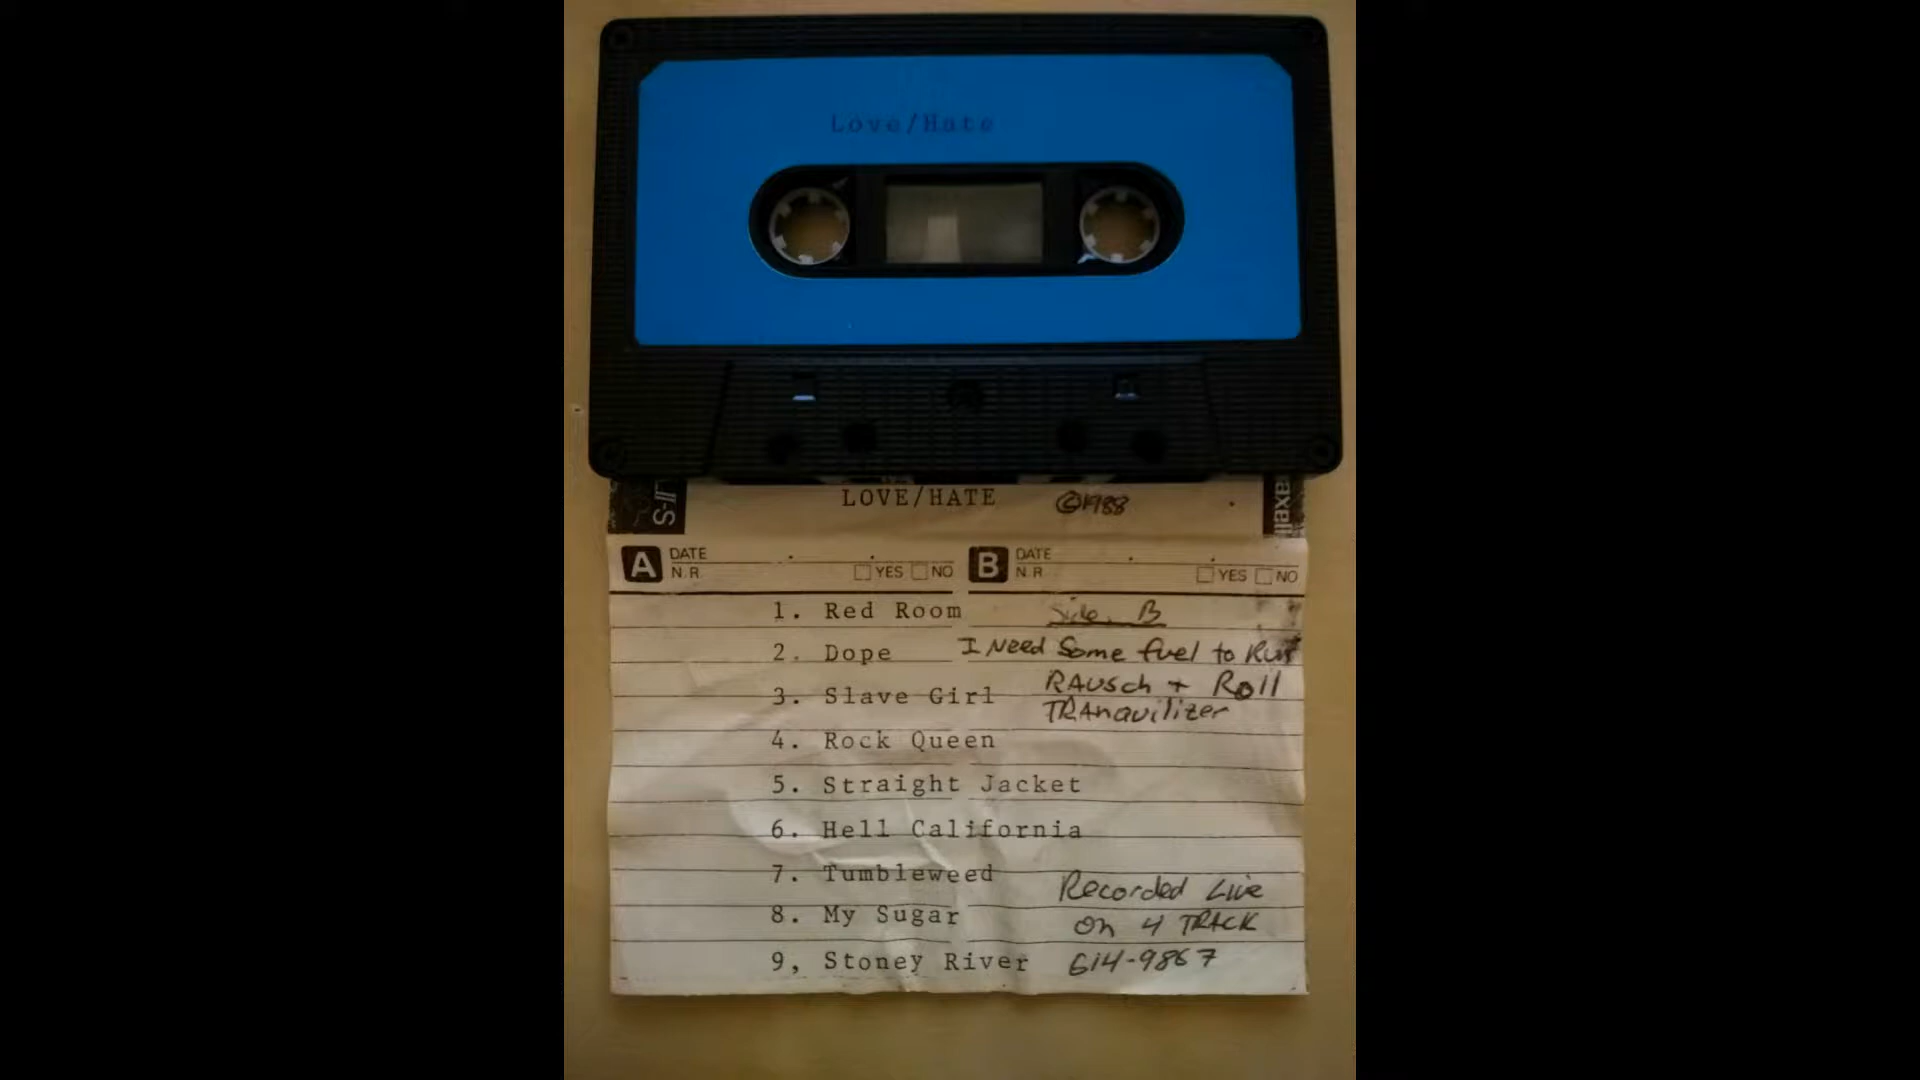 Love/Hate
XLII-S
LOVE/HATE ©1988
maxell
A DATE
N.R. YES NO
B DATE
N.R. YES NO
1. Red Room
2. Dope
3. Slave Girl
4. Rock Queen
5. Straight Jacket
6. Hell California
7. Tumbleweed
8. My Sugar
9, Stoney River
Side B
I Need Some fuel to Run
RAUsch + Roll
TRAnquilizer
Recorded Live
on 4 TRACK
614-9867